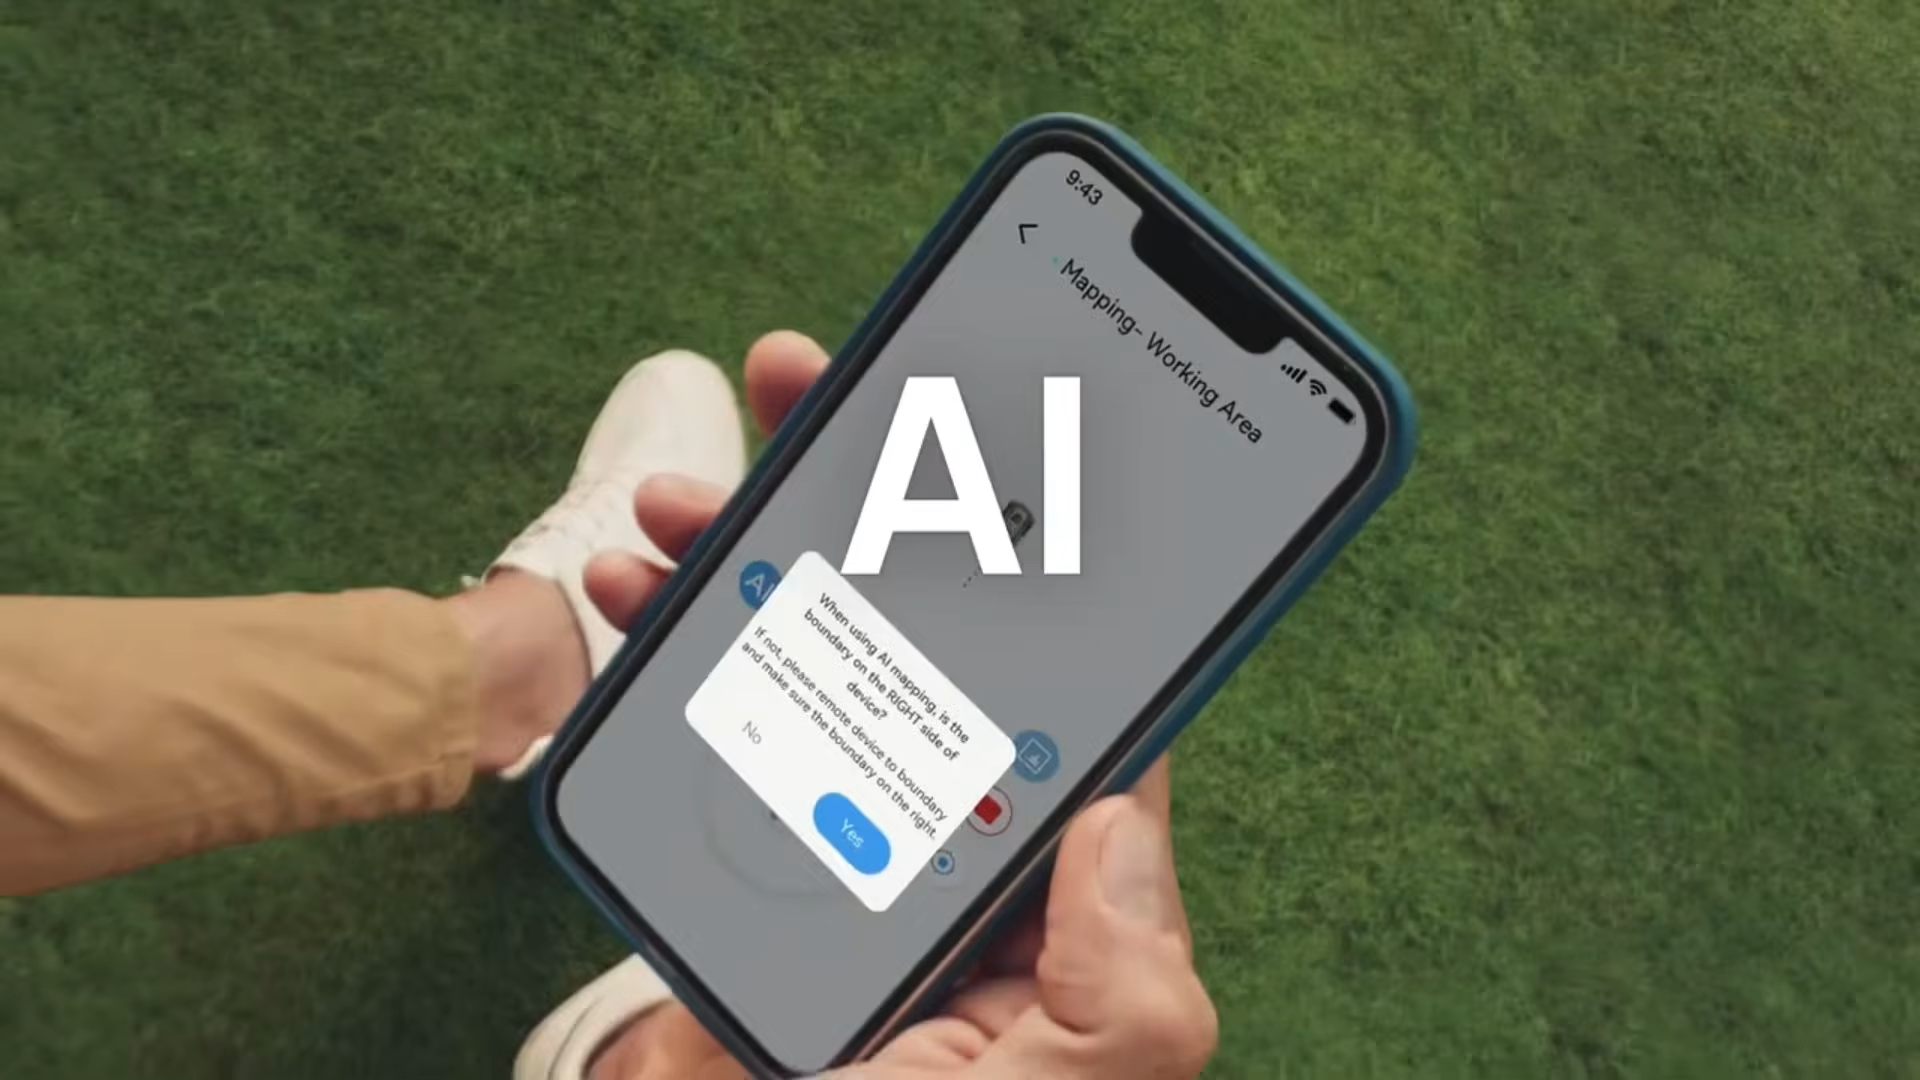 9:43
Mapping- Working Area
AI
AI
When using AI mapping, is the
boundary on the RIGHT side of
device?
If not, please remote device to boundary
and make sure the boundary on the right.
No
Yes